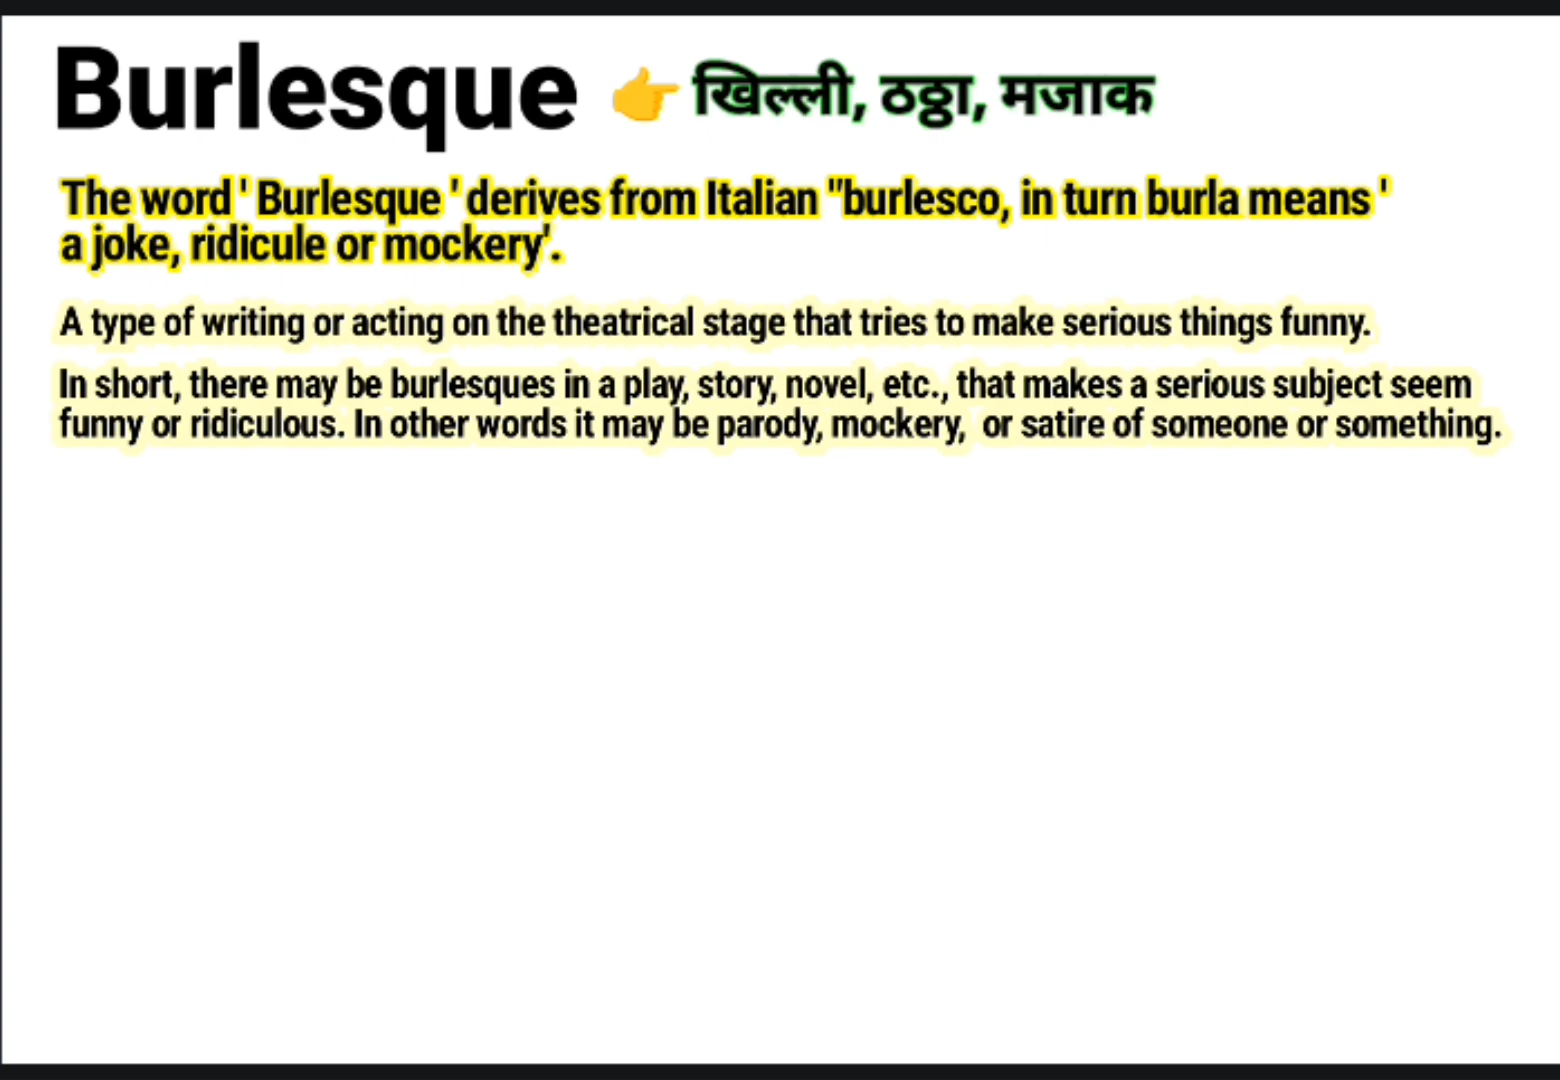 Burlesque 👉 खिल्ली, ठठ्ठा, मजाक
The word ' Burlesque ' derives from Italian "burlesco, in turn burla means '
a joke, ridicule or mockery'.
A type of writing or acting on the theatrical stage that tries to make serious things funny.
In short, there may be burlesques in a play, story, novel, etc., that makes a serious subject seem
funny or ridiculous. In other words it may be parody, mockery,  or satire of someone or something.